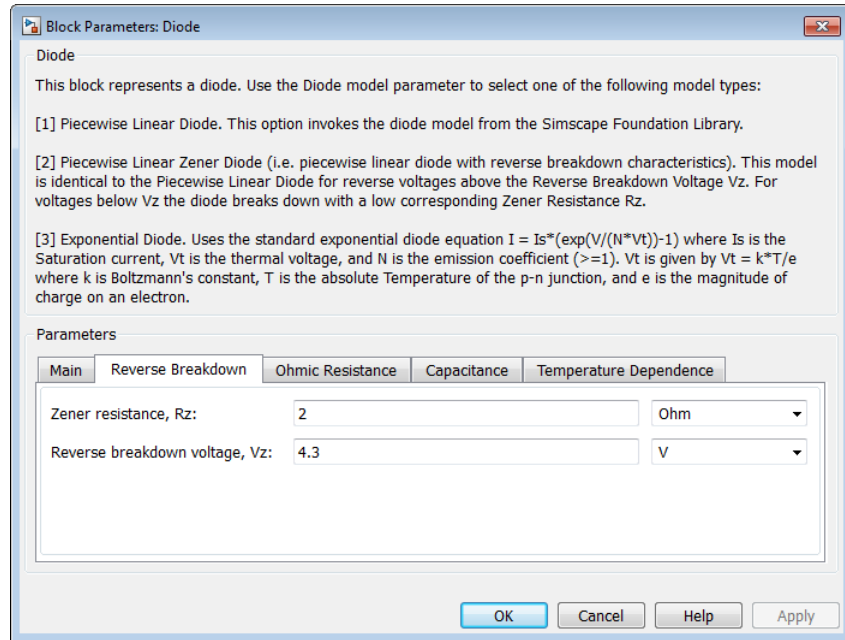 Block Parameters: Diode
Diode
This block represents a diode. Use the Diode model parameter to select one of the following model types:
[1] Piecewise Linear Diode. This option invokes the diode model from the Simscape Foundation Library.
[2] Piecewise Linear Zener Diode (i.e. piecewise linear diode with reverse breakdown characteristics). This model
is identical to the Piecewise Linear Diode for reverse voltages above the Reverse Breakdown Voltage Vz. For
voltages below Vz the diode breaks down with a low corresponding Zener Resistance Rz.
[3] Exponential Diode. Uses the standard exponential diode equation I = Is*(exp(V/(N*Vt))-1) where Is is the
Saturation current, Vt is the thermal voltage, and N is the emission coefficient (>=1). Vt is given by Vt = k*T/e
where k is Boltzmann's constant, T is the absolute Temperature of the p-n junction, and e is the magnitude of
charge on an electron.
Parameters
Main Reverse Breakdown Ohmic Resistance Capacitance Temperature Dependence
Zener resistance, Rz: 2 Ohm
Reverse breakdown voltage, Vz: 4.3 V
OK Cancel Help Apply